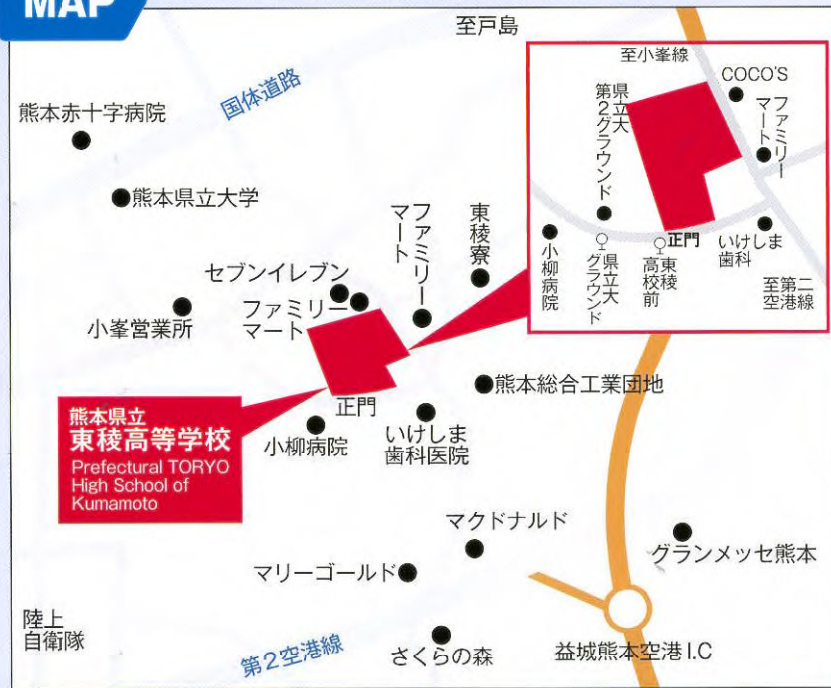 MAP
至戸島
国体道路
熊本赤十字病院
熊本県立大学
ファミリー
マート
東稜寮
セブンイレブン
ファミリー
マート
小峯営業所
正門
熊本総合工業団地
小柳病院
いけしま
歯科医院
熊本県立
東稜高等学校
Prefectural TORYO
High School of
Kumamoto
マクドナルド
マリーゴールド
グランメッセ熊本
陸上
自衛隊
第2空港線
さくらの森
益城熊本空港I.C
至小峯線
COCO'S
県立大
第2グラウンド
ファミリー
マート
正門
小柳病院
県立大
グラウンド
東稜
高校前
いけしま
歯科
至第二
空港線